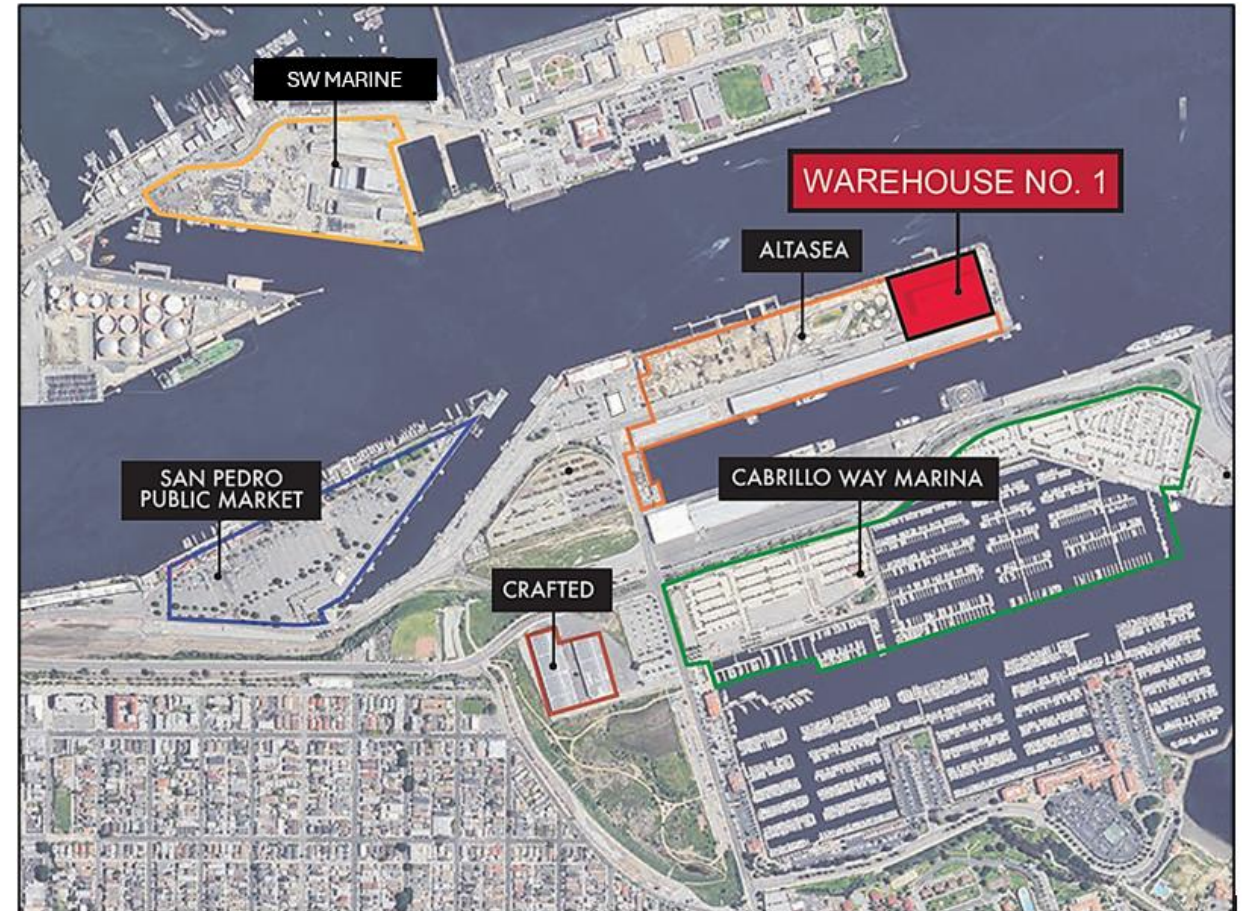 SW MARINE
WAREHOUSE NO. 1
ALTASEA
SAN PEDRO
PUBLIC MARKET
CABRILLO WAY MARINA
CRAFTED